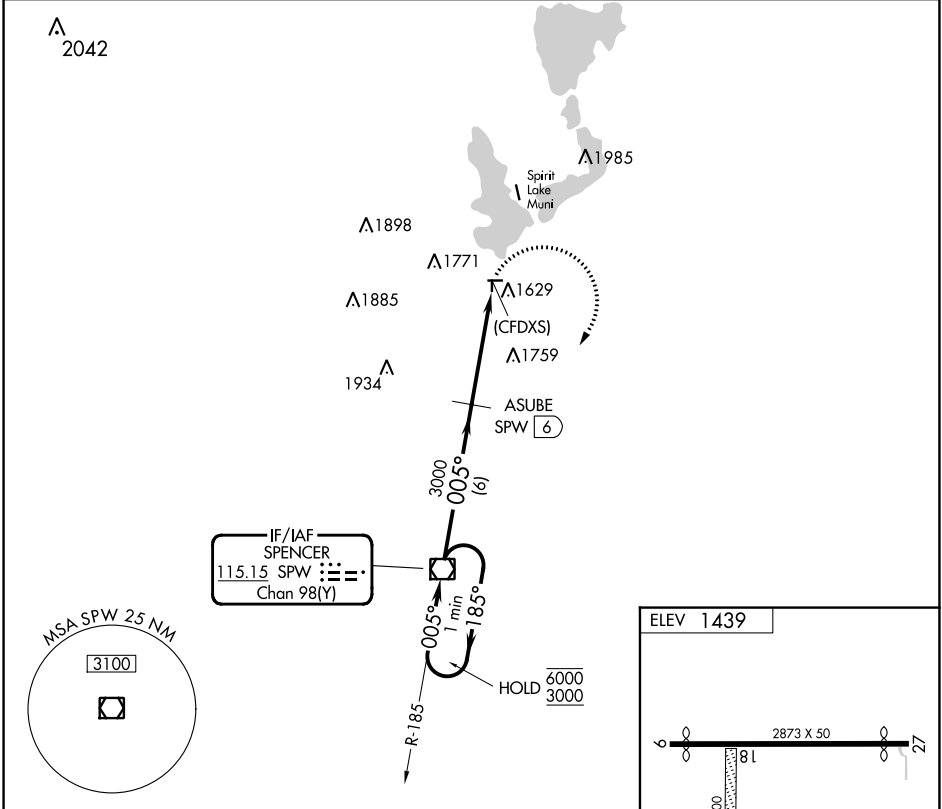 2042
1985
Spirit
Lake
Muni
1898
1771
1885
1629
(CFDXS)
1759
1934
ASUBE
SPW 6
3000
005°
(6)
IF/IAF
SPENCER
115.15 SPW
Chan 98(Y)
005°
1 min
185°
HOLD 6000
3000
R-185
MSA SPW 25 NM
3100
ELEV 1439
2873 X 50
9
27
18
00